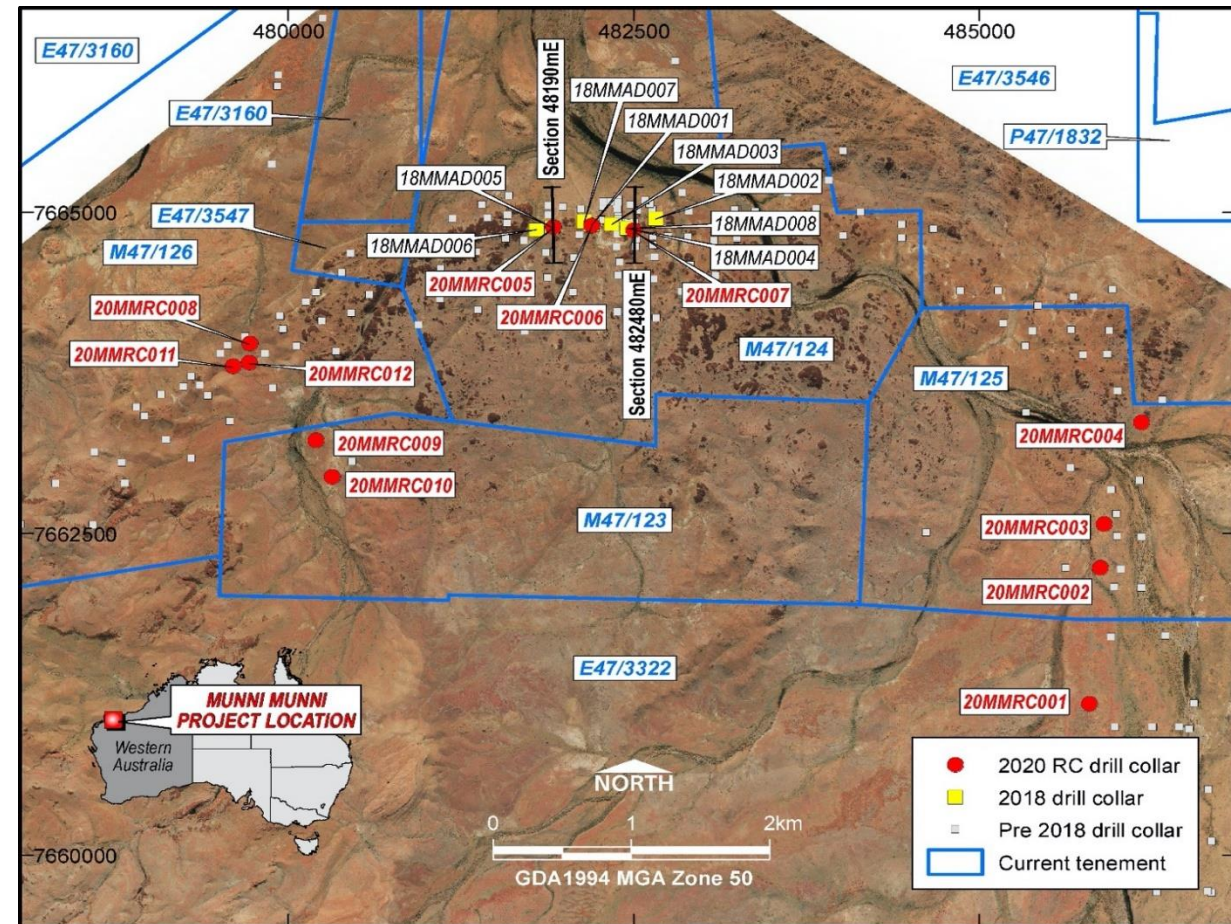 480000
482500
485000
E47/3160
E47/3546
18MMAD007
E47/3160
18MMAD001
P47/1832
Section 48190mE
18MMAD003
18MMAD005
18MMAD002
7665000
E47/3547
18MMAD008
M47/126
18MMAD006
18MMAD004
20MMRC005
20MMRC007
20MMRC008
20MMRC006
Section 482480mE
M47/124
20MMRC011
20MMRC012
M47/125
20MMRC004
20MMRC009
20MMRC010
M47/123
7662500
20MMRC003
20MMRC002
E47/3322
MUNNI MUNNI
PROJECT LOCATION
20MMRC001
Western
Australia
NORTH
2020 RC drill collar
2018 drill collar
Pre 2018 drill collar
Current tenement
0 1 2km
7660000
GDA1994 MGA Zone 50